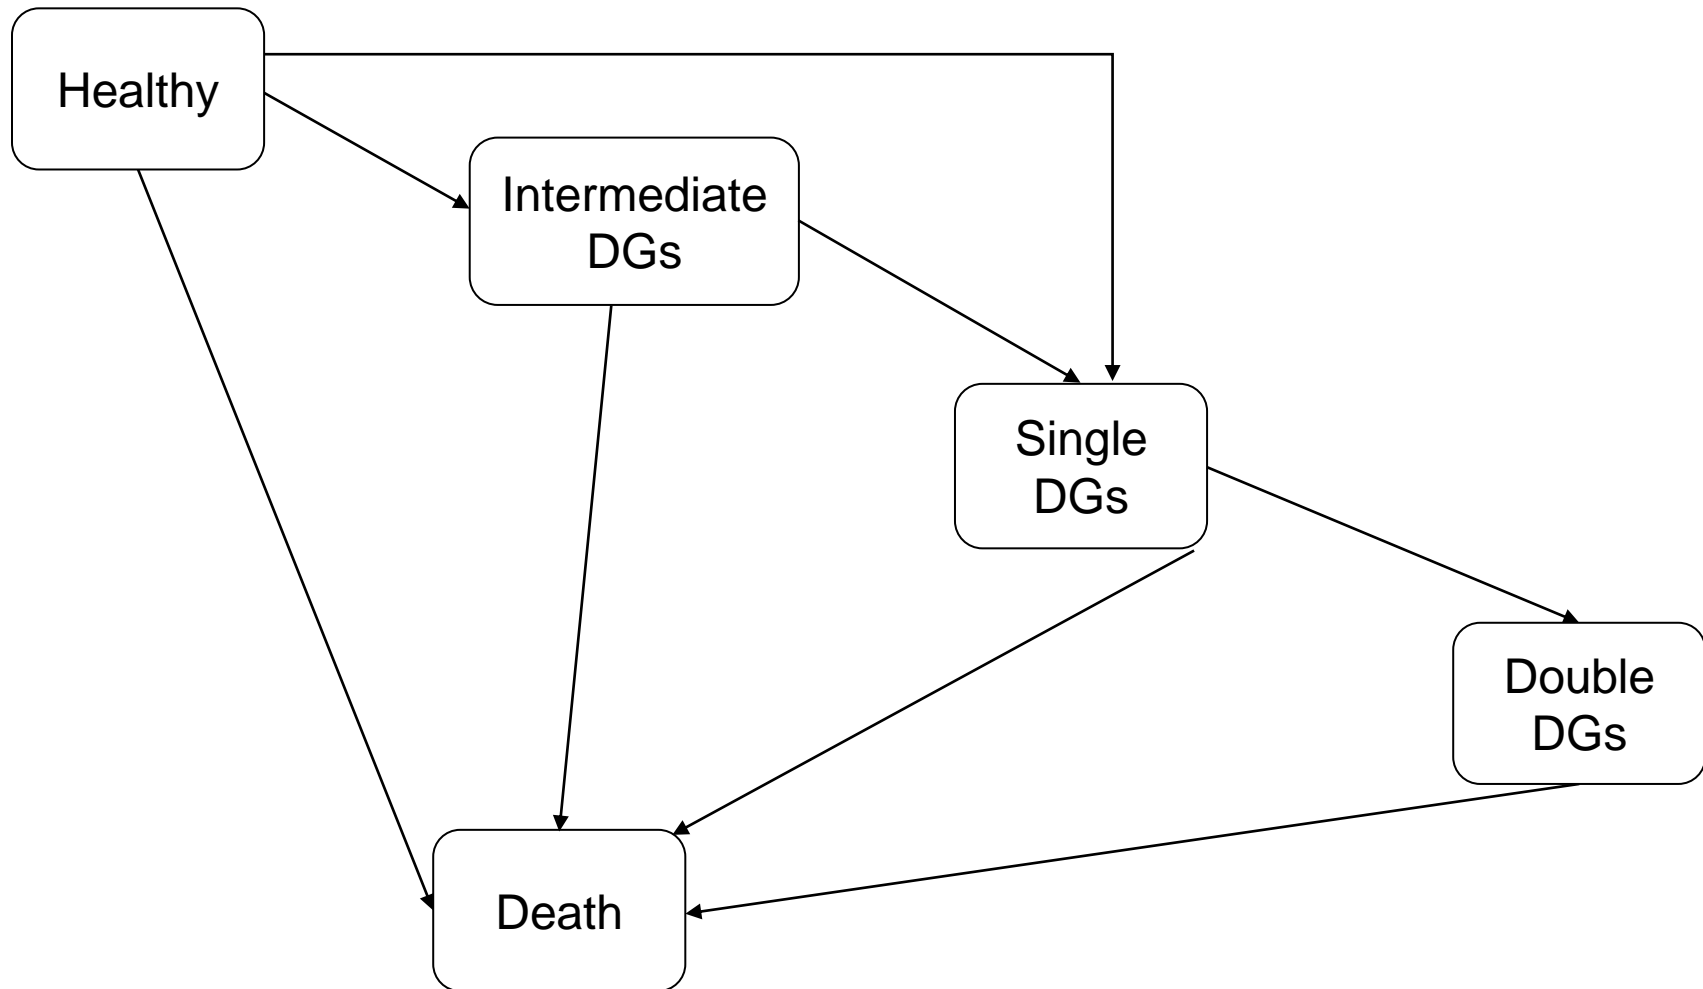 Healthy
Intermediate
DGs
Single
DGs
Double
DGs
Death